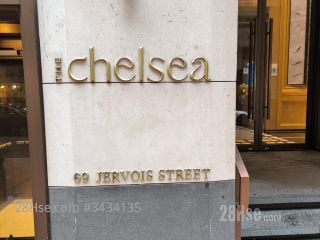 THE chelsea
69 JERVOIS STREET
28Hse.com #3434135
28Hse.com